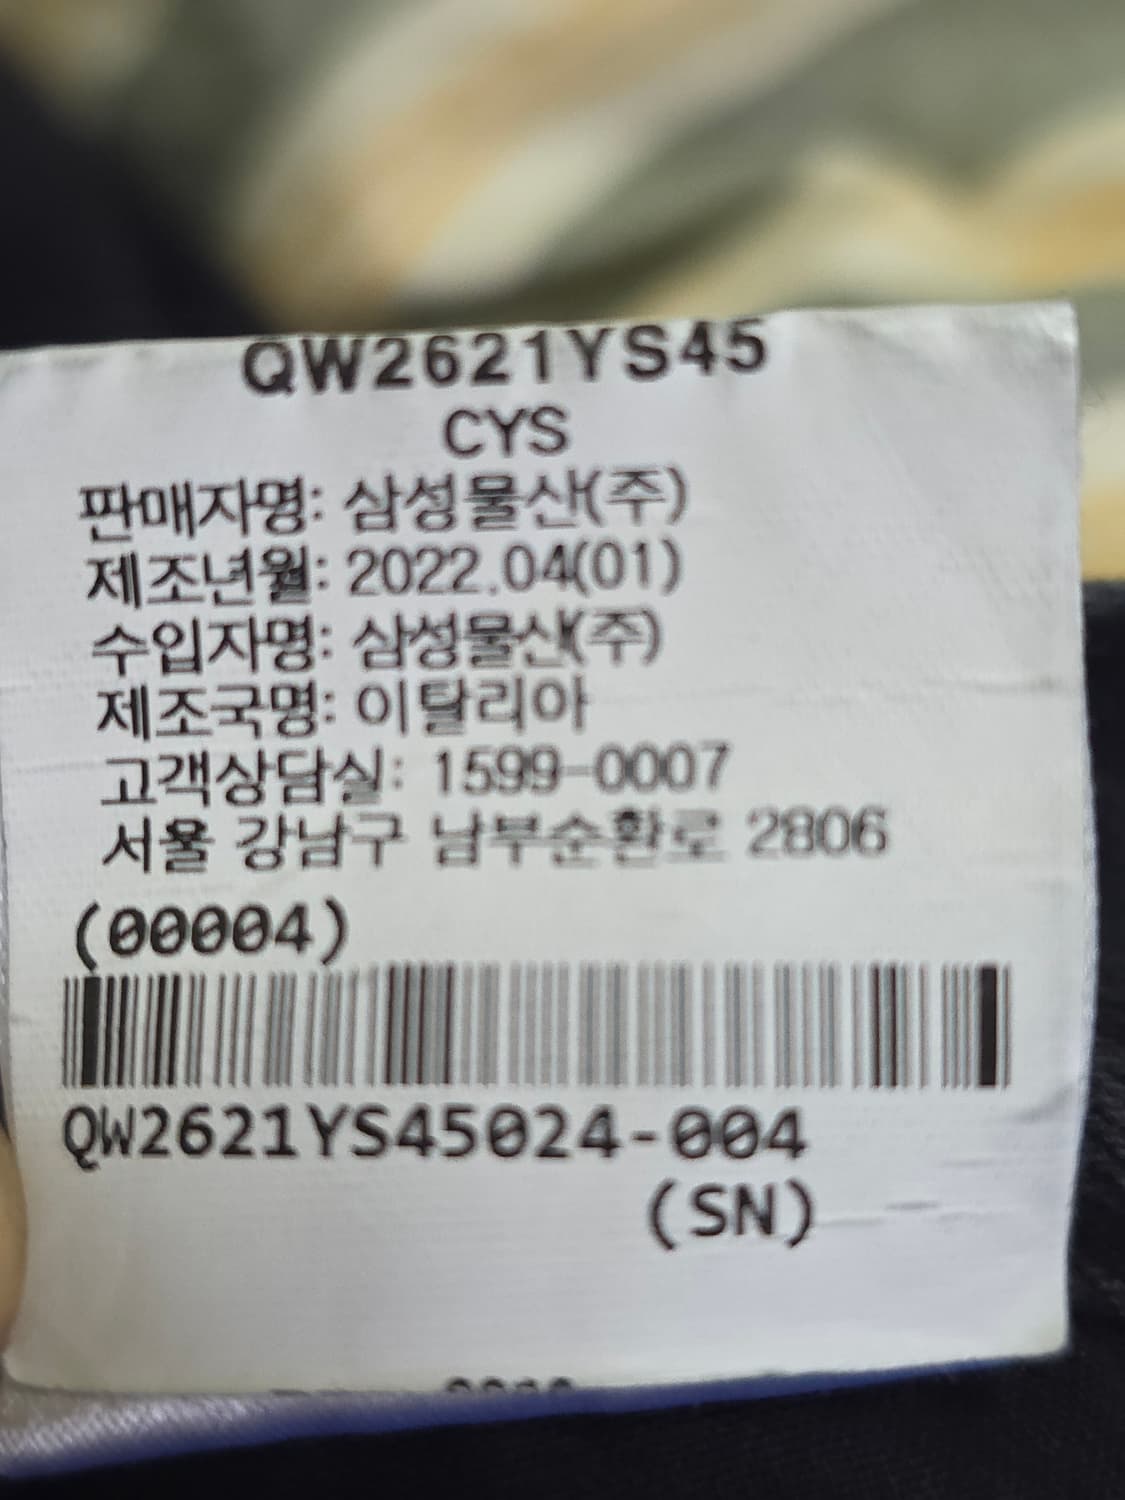 QW2621YS45
CYS
판매자명: 삼성물산(주)
제조년월: 2022.04(01)
수입자명: 삼성물산(주)
제조국명: 이탈리아
고객상담실: 1599-0007
서울 강남구 남부순환로 2806
(00004)
QW2621YS45024-004
(SN)